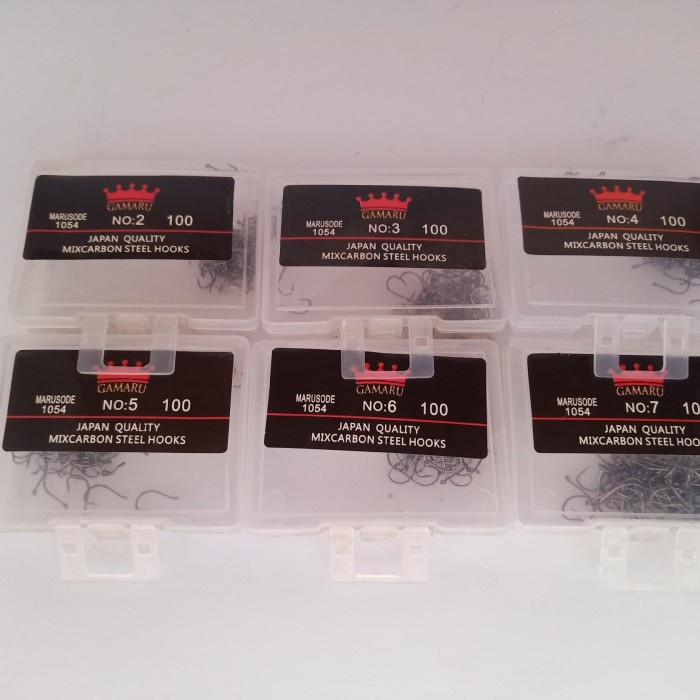 GAMARU
MARUSODE
1054
NO:2
100
JAPAN QUALITY
MIXCARBON STEEL HOOKS
GAMARU
MARUSODE
1054
NO:3
100
JAPAN QUALITY
MIXCARBON STEEL HOOKS
GAMARU
MARUSODE
1054
NO:4
100
JAPAN QUALITY
MIXCARBON STEEL HOOKS
GAMARU
MARUSODE
1054
NO:5
100
JAPAN QUALITY
MIXCARBON STEEL HOOKS
GAMARU
MARUSODE
1054
NO:6
100
JAPAN QUALITY
MIXCARBON STEEL HOOKS
GAMARU
MARUSODE
1054
NO:7
10
JAPAN QUALITY
MIXCARBON STEEL HOO